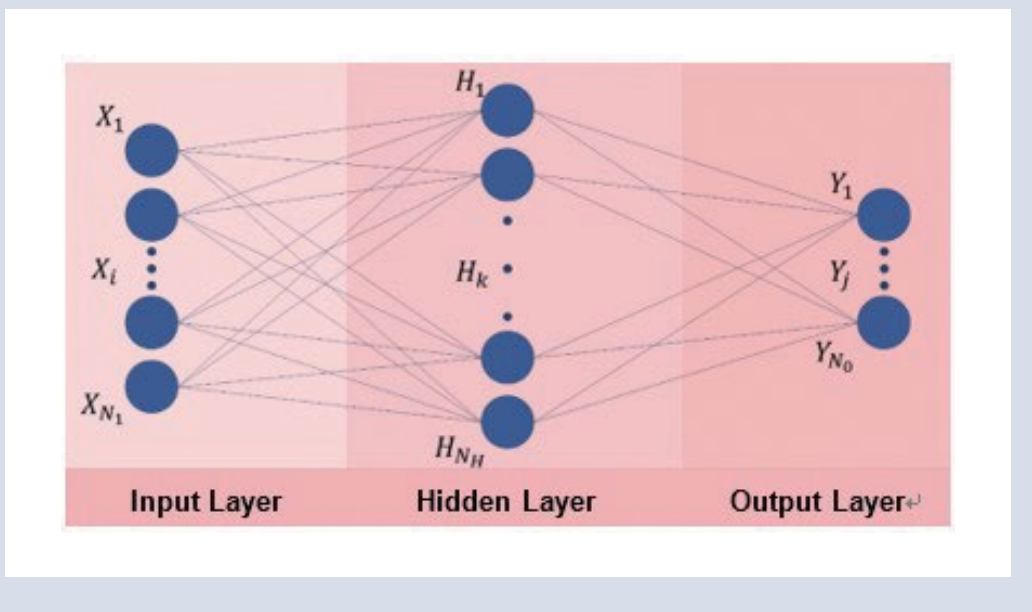 X₁
Xᵢ
X_{N₁}
H₁
Hₖ
H_{N_H}
Y₁
Yⱼ
Y_{N₀}
Input Layer
Hidden Layer
Output Layer↵